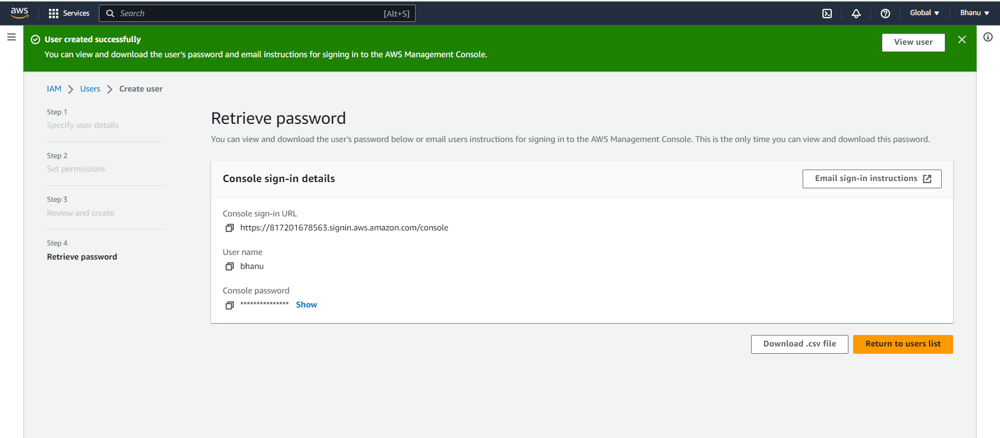 aws
Services
Search
[Alt+S]
Global
Bhanu
User created successfully
You can view and download the user's password and email instructions for signing in to the AWS Management Console.
View user
IAM
Users
Create user
Step 1
Specify user details
Step 2
Set permissions
Step 3
Review and create
Step 4
Retrieve password
Retrieve password
You can view and download the user's password below or email users instructions for signing in to the AWS Management Console. This is the only time you can view and download this password.
Console sign-in details
Email sign-in instructions
Console sign-in URL
https://817201678563.signin.aws.amazon.com/console
User name
bhanu
Console password
*************** Show
Download .csv file
Return to users list